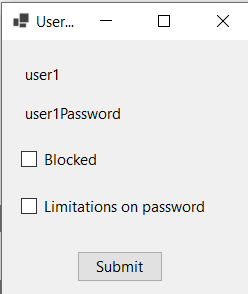 User...
user1
user1Password
Blocked
Limitations on password
Submit